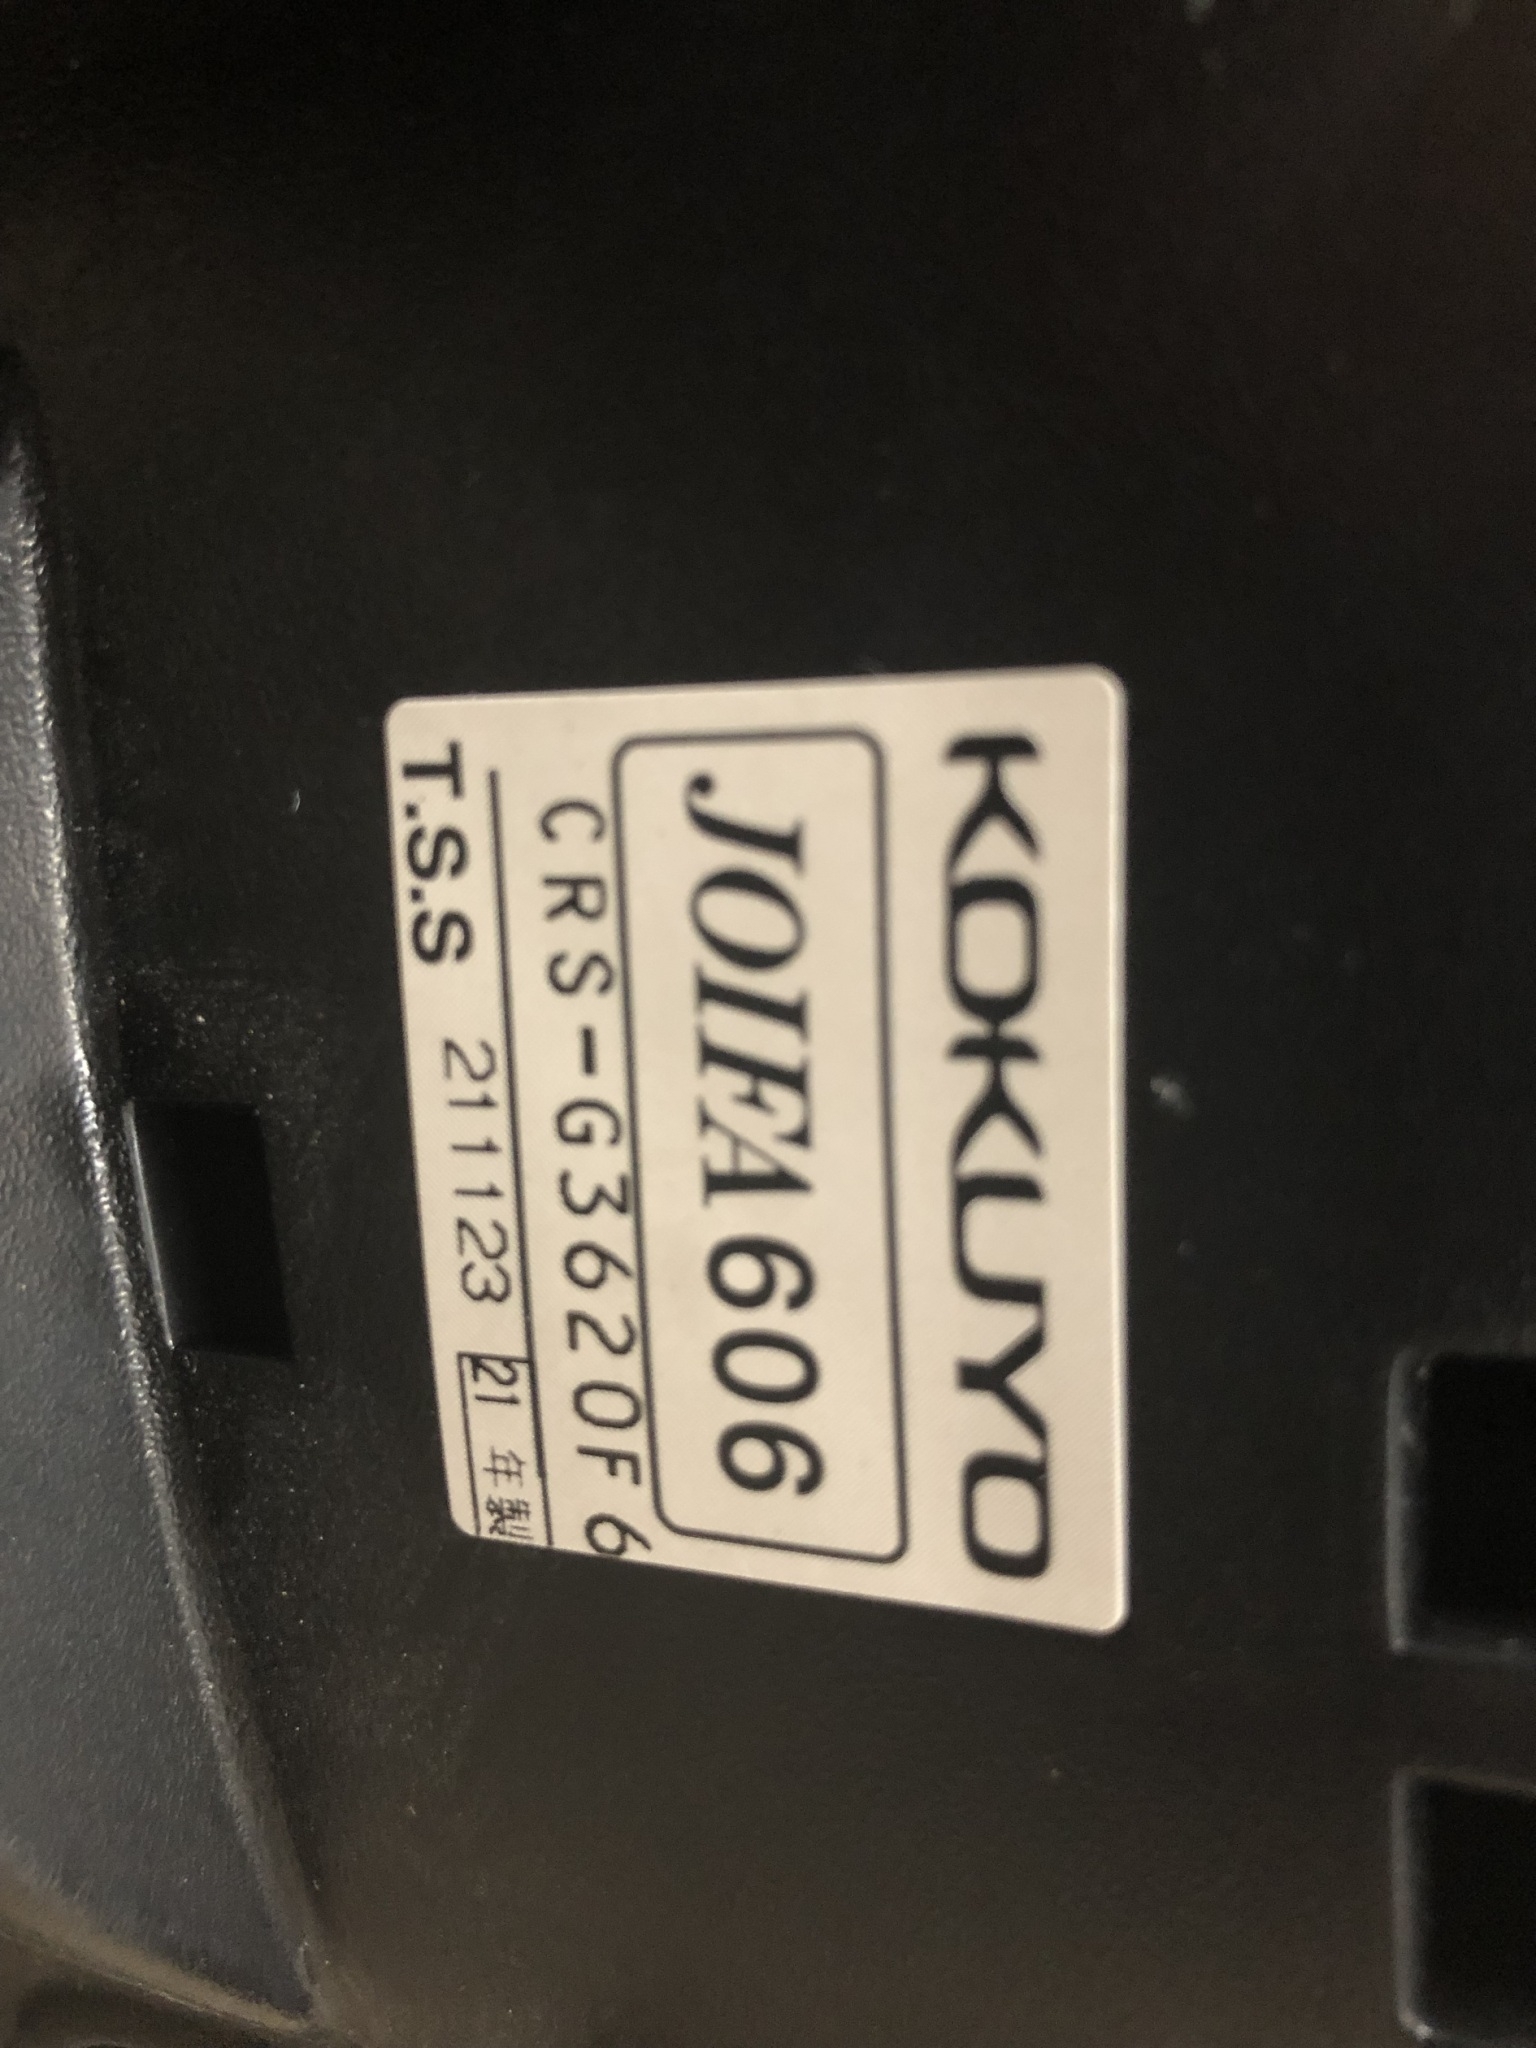 KOKUYO
JOIFA 606
CRS-G3620F6
T.S.S 211123 21 年製